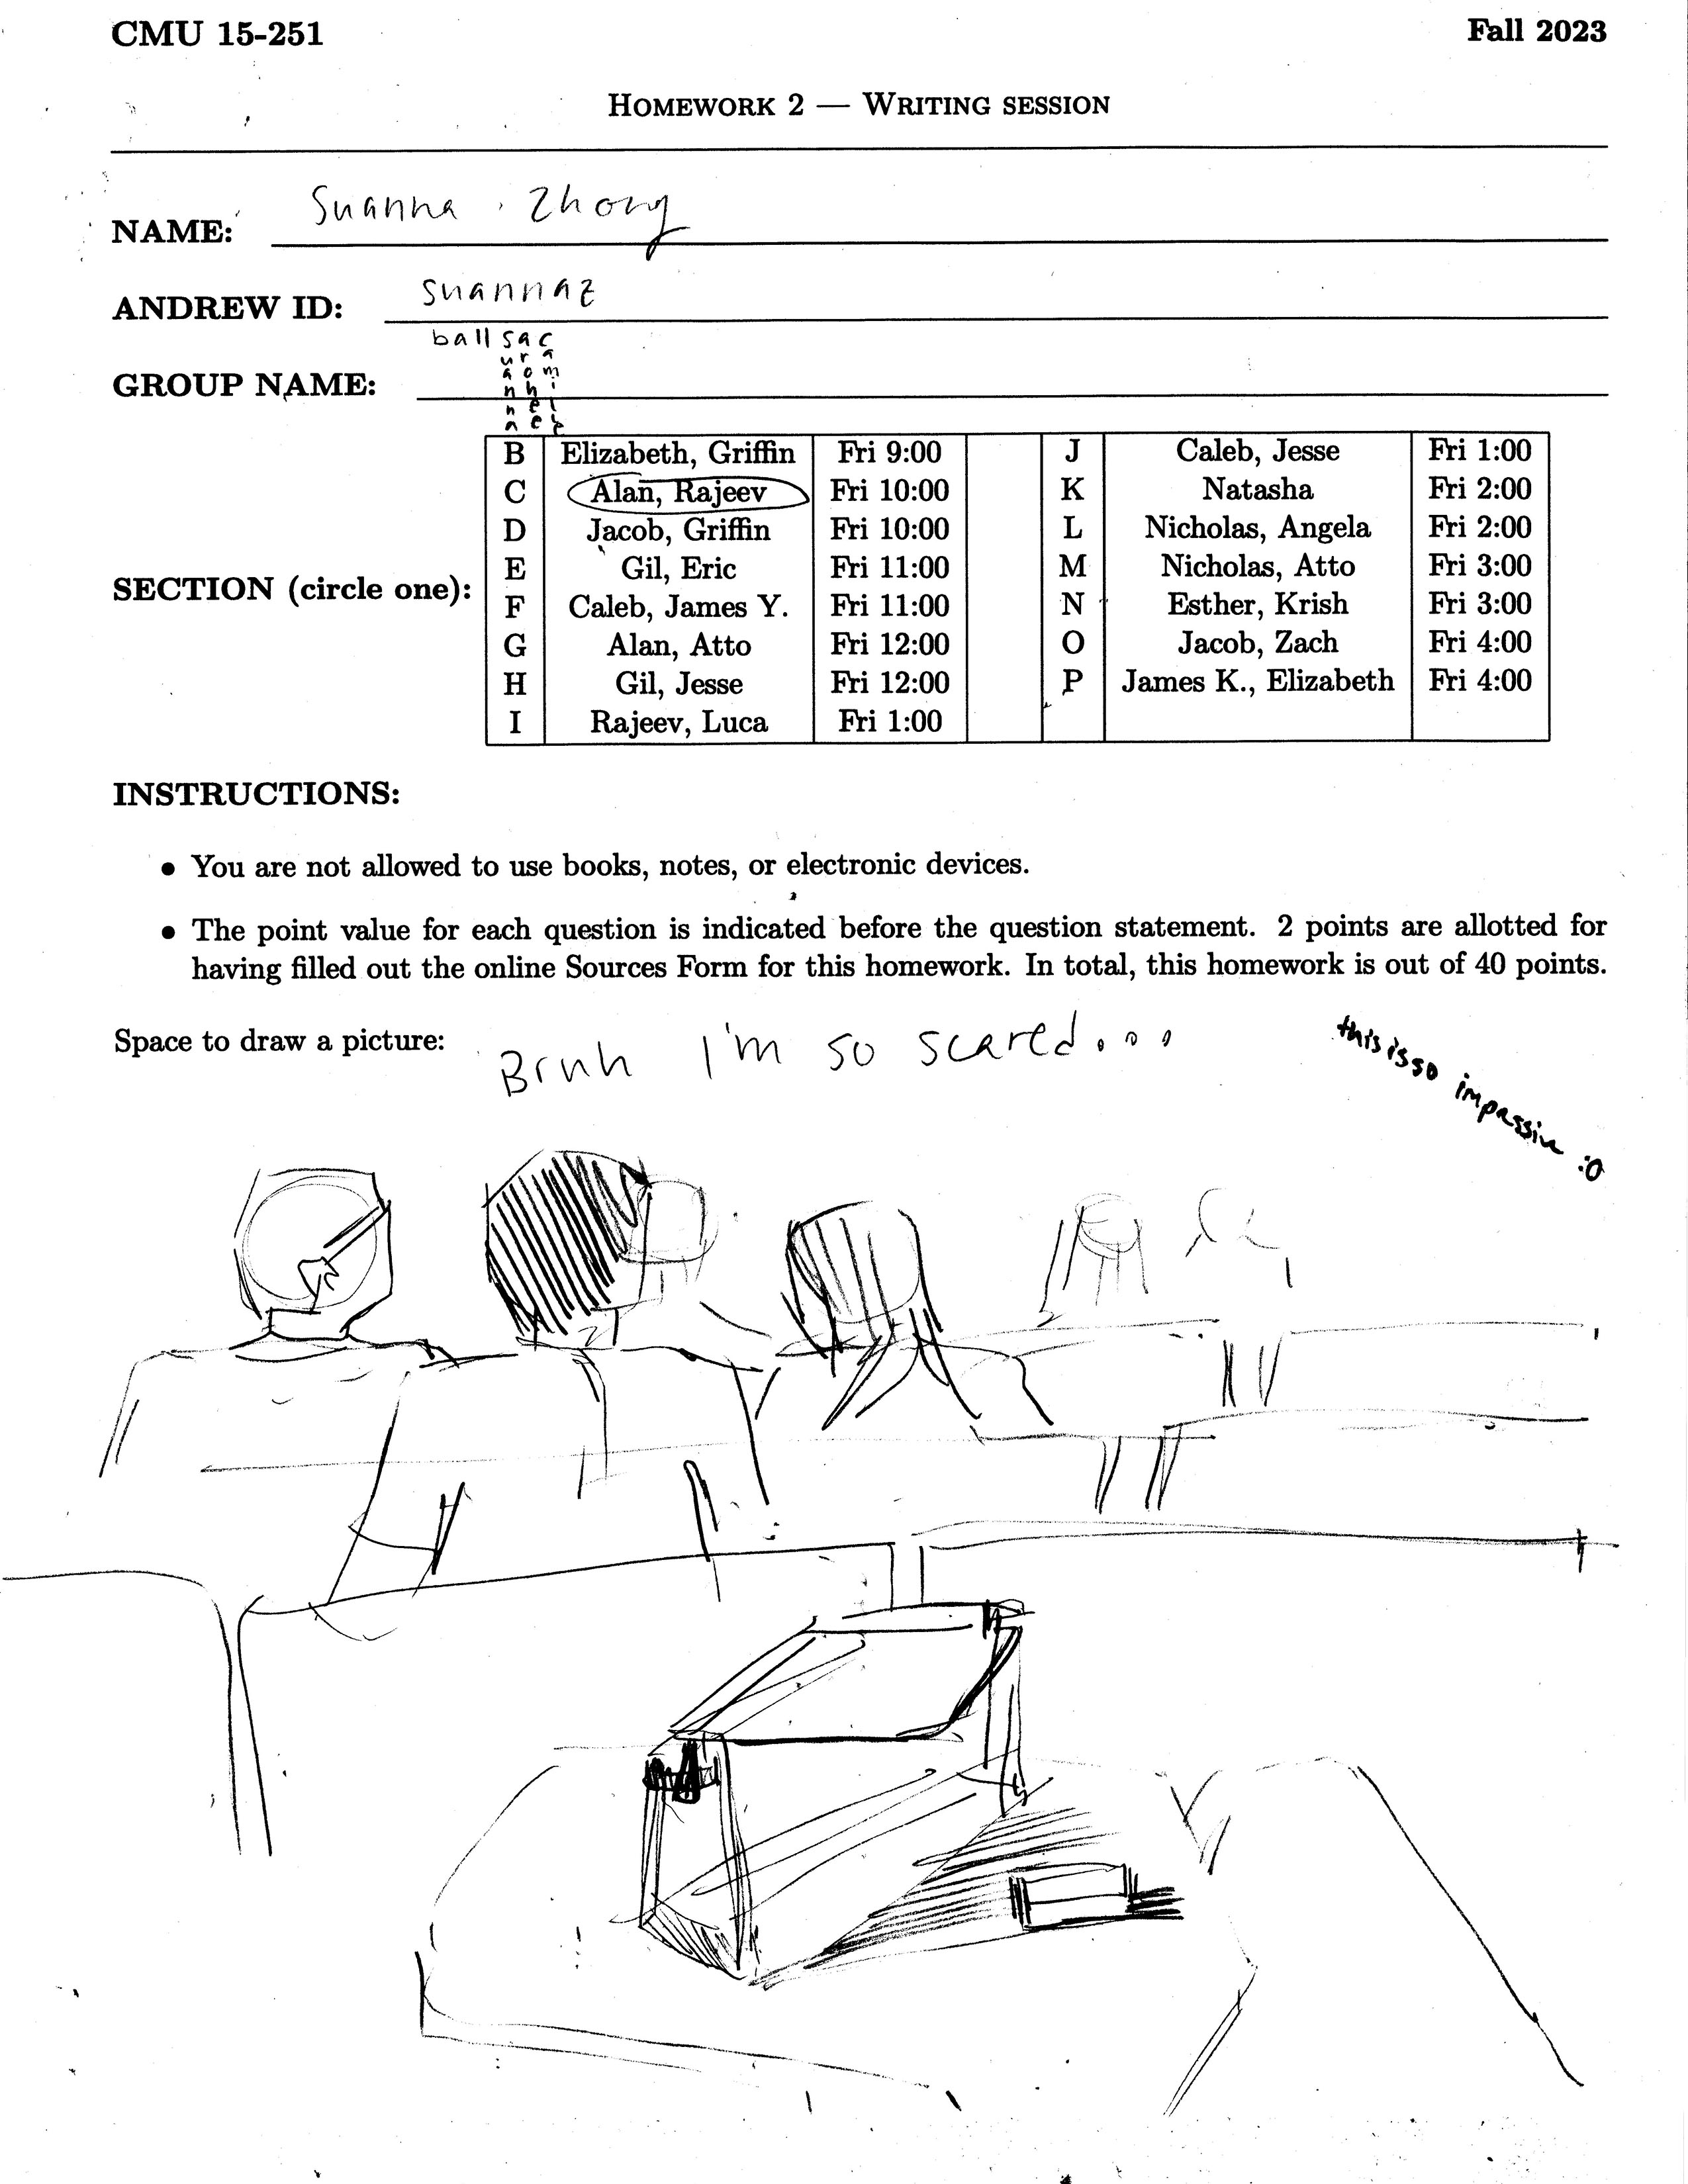 CMU 15-251 Fall 2023
HOMEWORK 2 — WRITING SESSION
NAME: Suanna Zhong
ANDREW ID: suannaz
ballsac
u r a
a o m
n h i
n e l
a e e
GROUP NAME:
B Elizabeth, Griffin Fri 9:00 J Caleb, Jesse Fri 1:00
C Alan, Rajeev Fri 10:00 K Natasha Fri 2:00
D Jacob, Griffin Fri 10:00 L Nicholas, Angela Fri 2:00
E Gil, Eric Fri 11:00 M Nicholas, Atto Fri 3:00
SECTION (circle one):
F Caleb, James Y. Fri 11:00 N Esther, Krish Fri 3:00
G Alan, Atto Fri 12:00 O Jacob, Zach Fri 4:00
H Gil, Jesse Fri 12:00 P James K., Elizabeth Fri 4:00
I Rajeev, Luca Fri 1:00
INSTRUCTIONS:
• You are not allowed to use books, notes, or electronic devices.
• The point value for each question is indicated before the question statement. 2 points are allotted for
having filled out the online Sources Form for this homework. In total, this homework is out of 40 points.
Space to draw a picture: Bruh I'm so scared...
this is so impassive :O